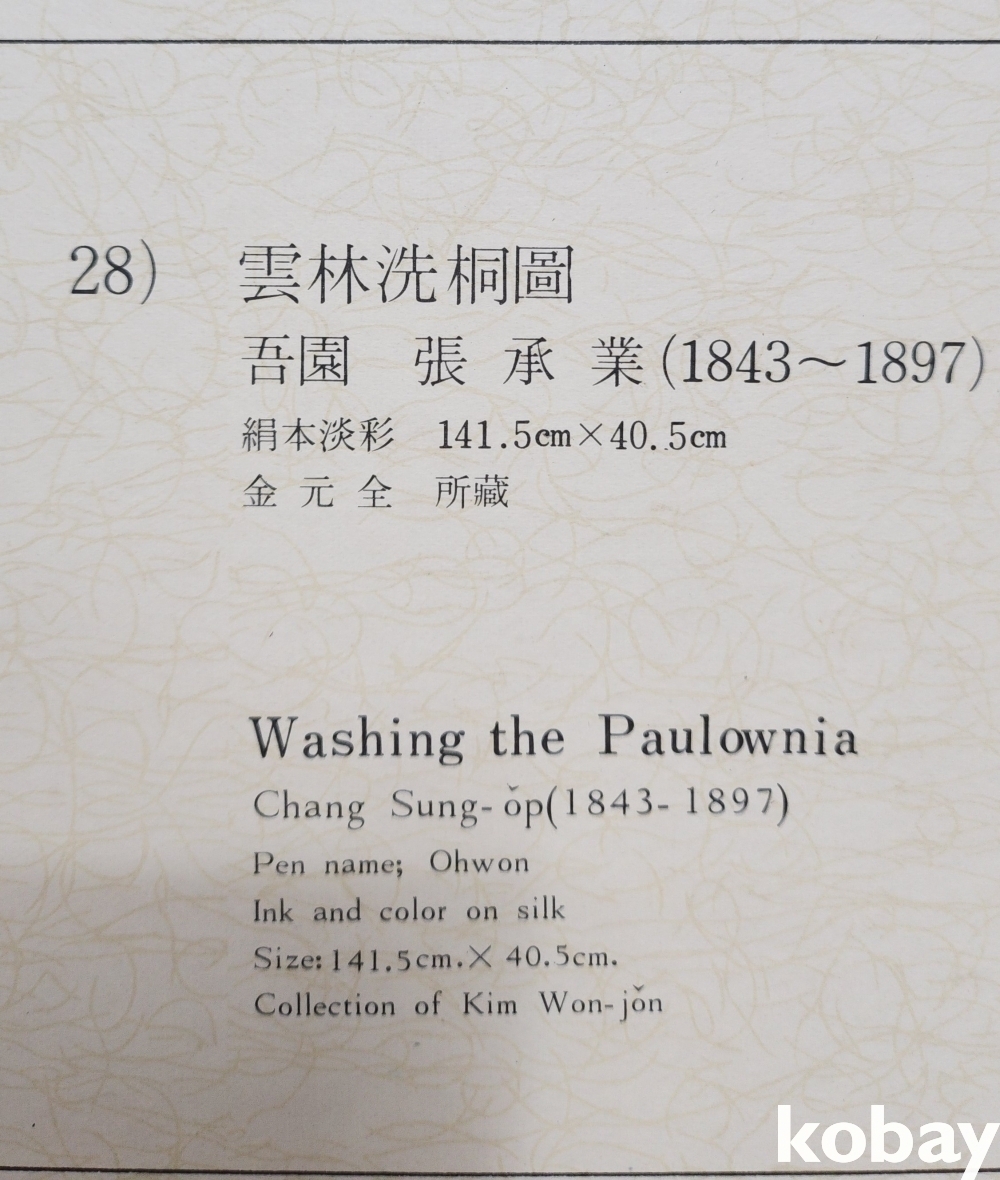 28) 雲林洗桐圖
吾園 張 承 業(1843~1897)
絹本淡彩 141.5cm×40.5cm
金 元 全 所藏
Washing the Paulownia
Chang Sung-ŏp(1843-1897)
Pen name; Ohwon
Ink and color on silk
Size:141.5cm.× 40.5cm.
Collection of Kim Won-jŏn
kobay